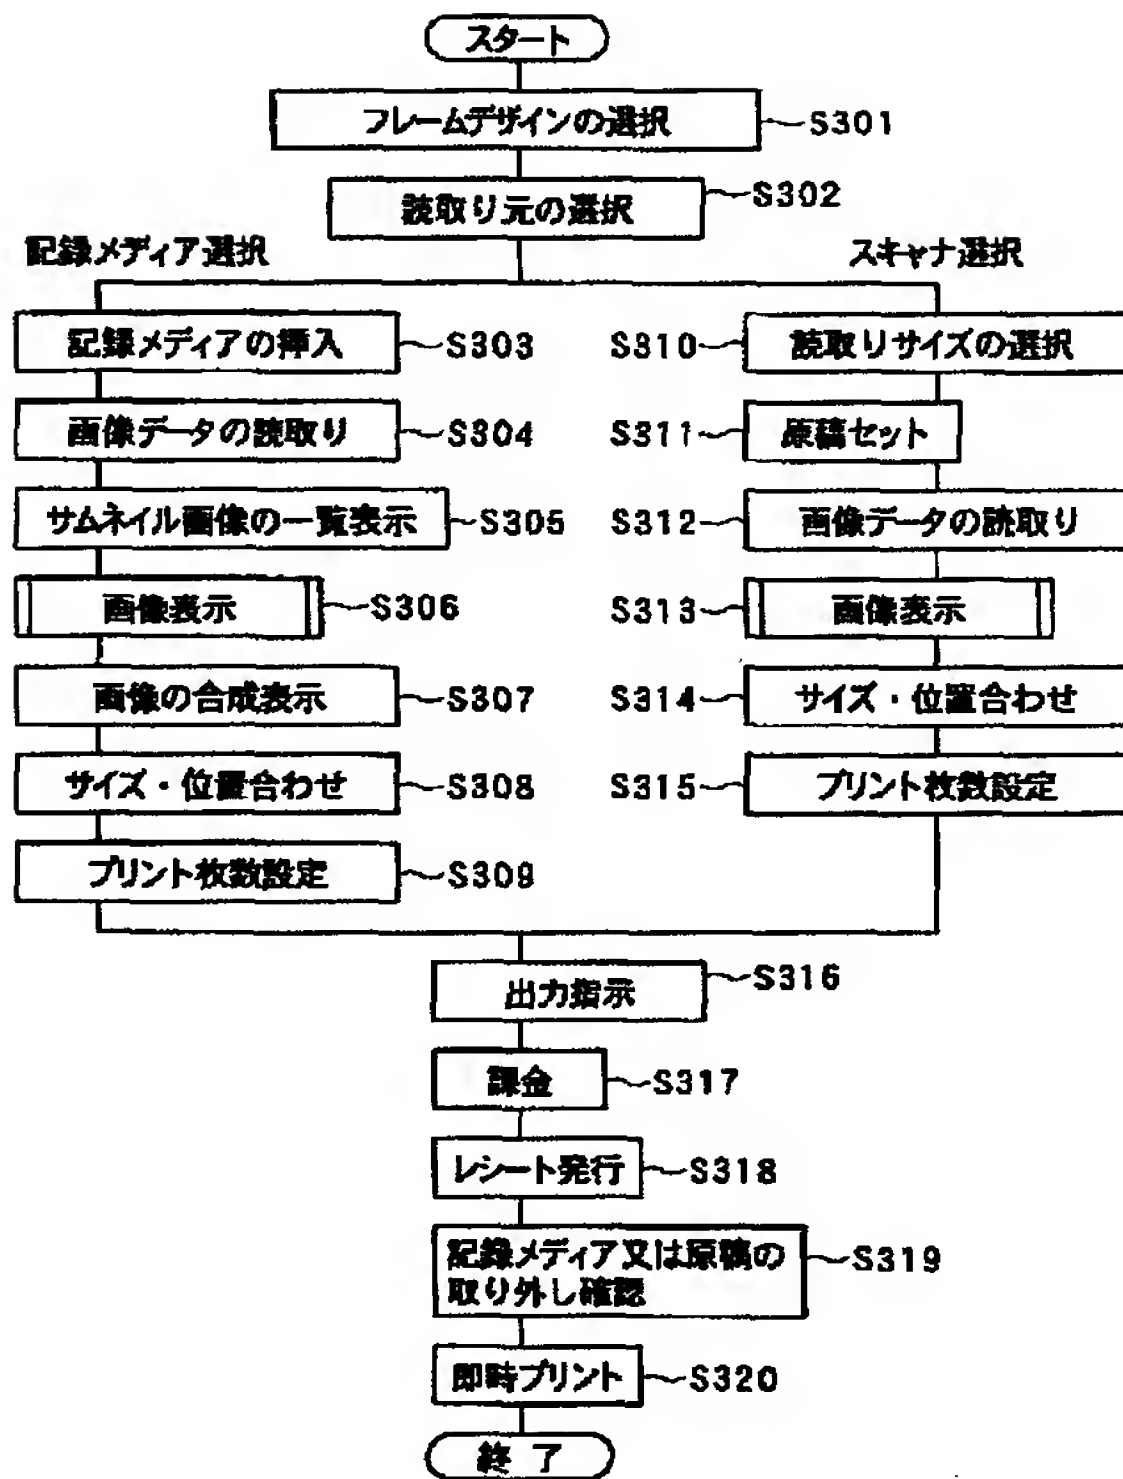 スタート
フレームデザインの選択
S301
読取り元の選択
S302
記録メディア選択
スキャナ選択
記録メディアの挿入
S303
画像データの読取り
S304
サムネイル画像の一覧表示
S305
画像表示
S306
画像の合成表示
S307
サイズ・位置合わせ
S308
プリント枚数設定
S309
S310
読取りサイズの選択
S311
原稿セット
S312
画像データの読取り
S313
画像表示
S314
サイズ・位置合わせ
S315
プリント枚数設定
出力指示
S316
課金
S317
レシート発行
S318
記録メディア又は原稿の
取り外し確認
S319
即時プリント
S320
終了